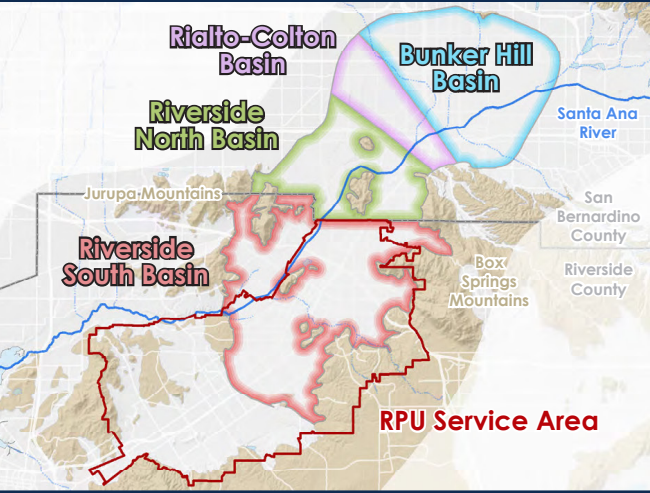 Rialto-Colton
Basin
Bunker Hill
Basin
Riverside
North Basin
Santa Ana
River
Jurupa Mountains
San
Bernardino
County
Riverside
South Basin
Box
Springs
Mountains
Riverside
County
RPU Service Area